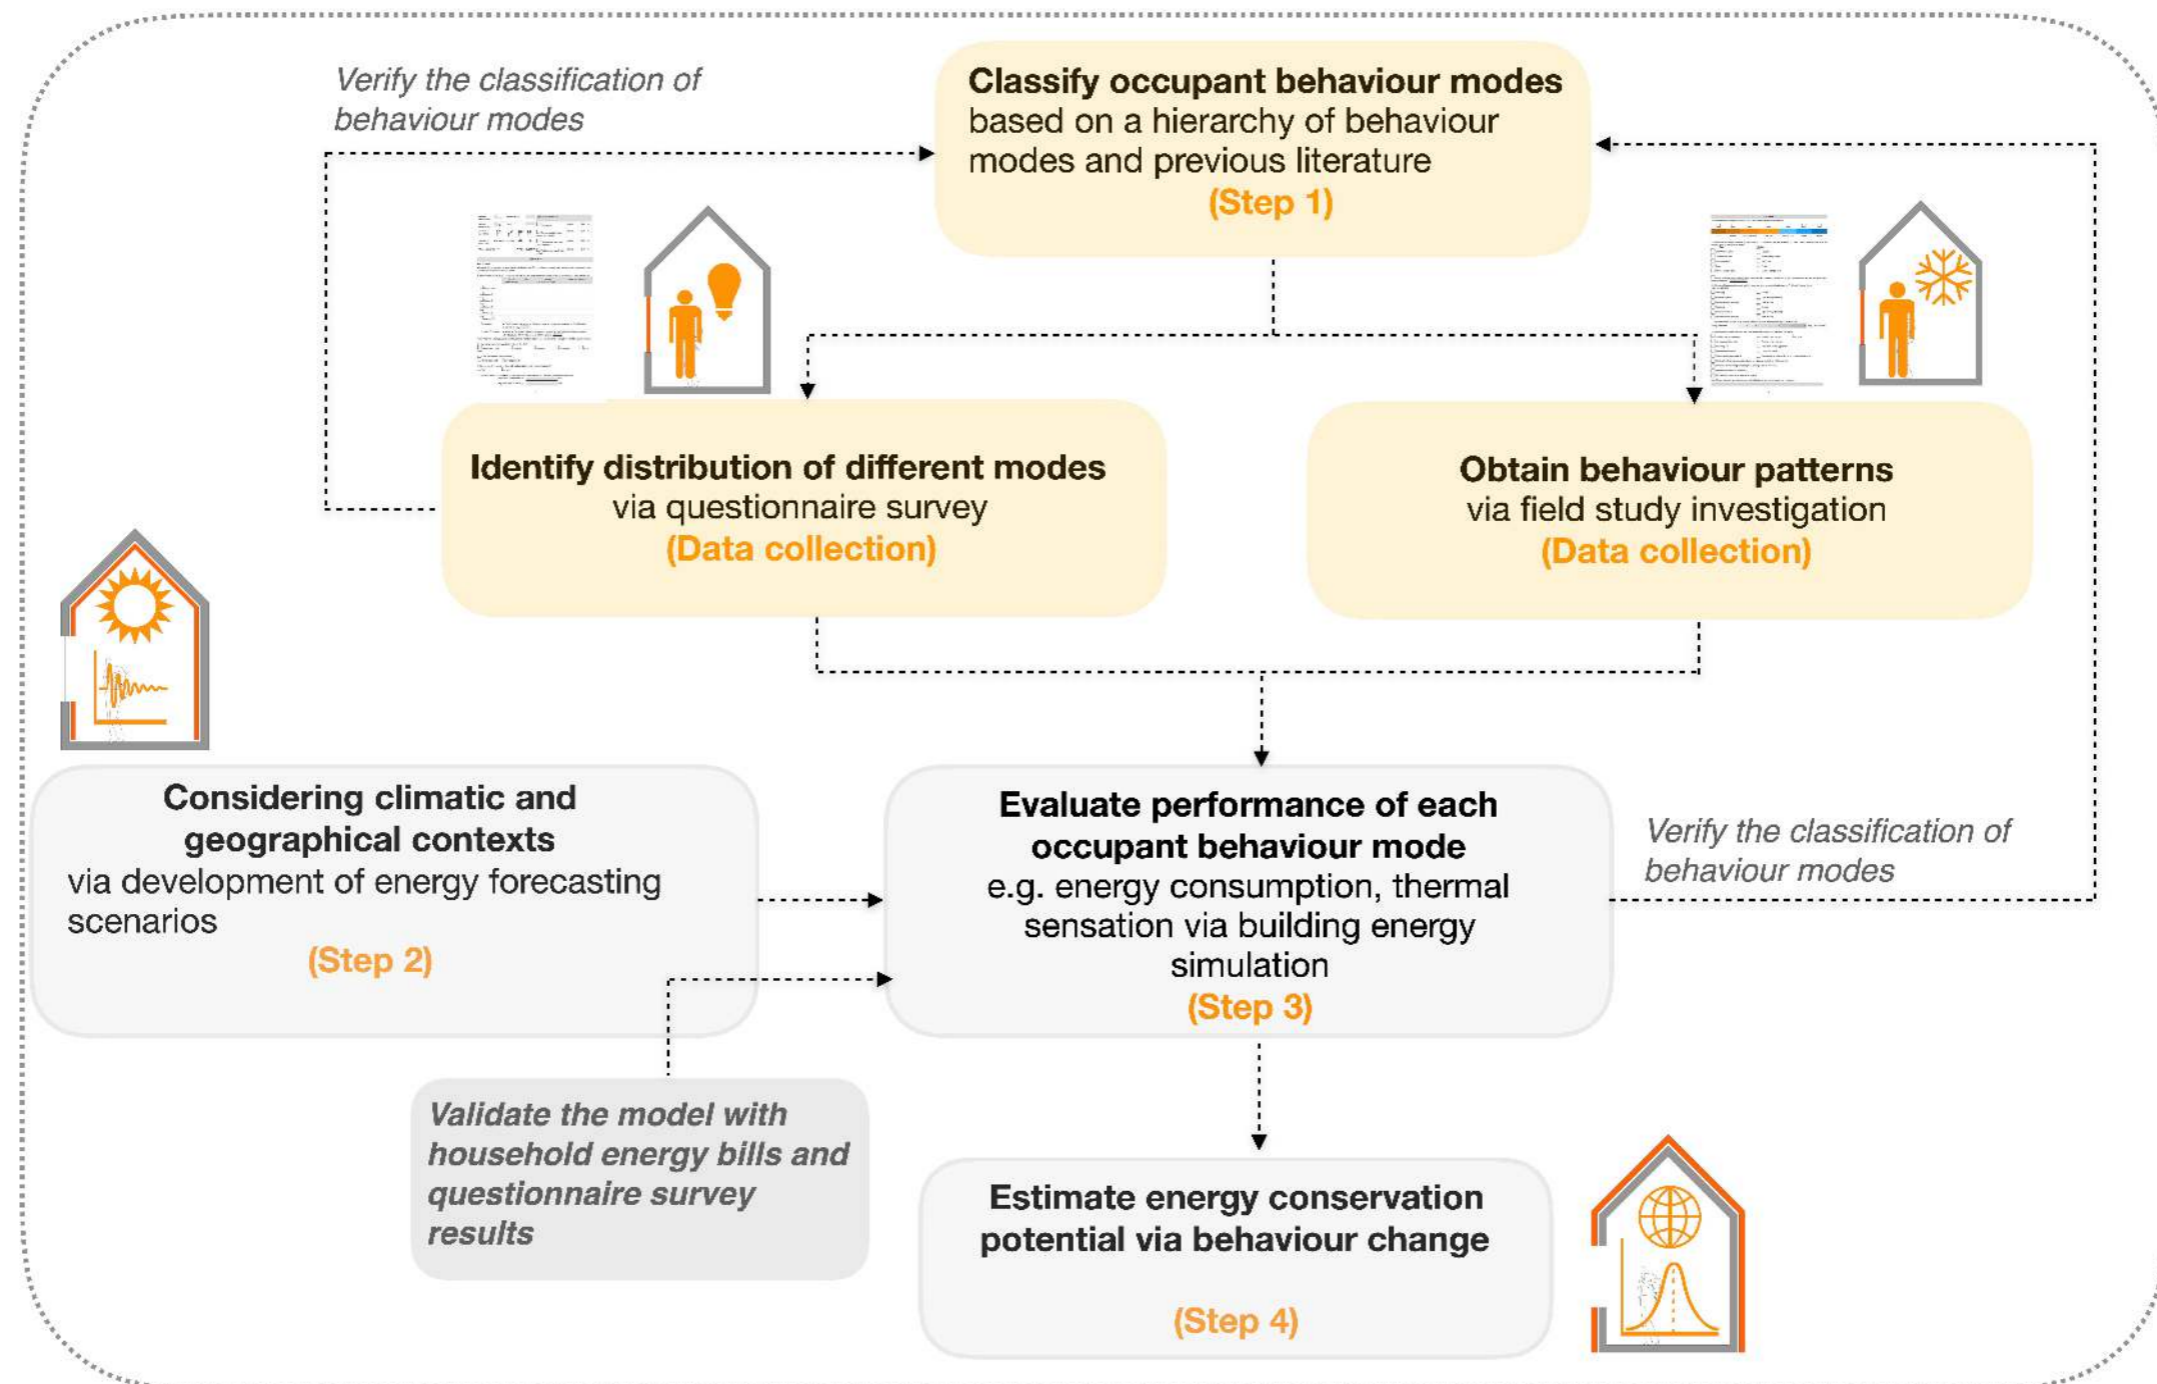 Verify the classification of
behaviour modes
Classify occupant behaviour modes
based on a hierarchy of behaviour
modes and previous literature
(Step 1)
Identify distribution of different modes
via questionnaire survey
(Data collection)
Obtain behaviour patterns
via field study investigation
(Data collection)
Considering climatic and
geographical contexts
via development of energy forecasting
scenarios
(Step 2)
Evaluate performance of each
occupant behaviour mode
e.g. energy consumption, thermal
sensation via building energy
simulation
(Step 3)
Verify the classification of
behaviour modes
Validate the model with
household energy bills and
questionnaire survey
results
Estimate energy conservation
potential via behaviour change
(Step 4)